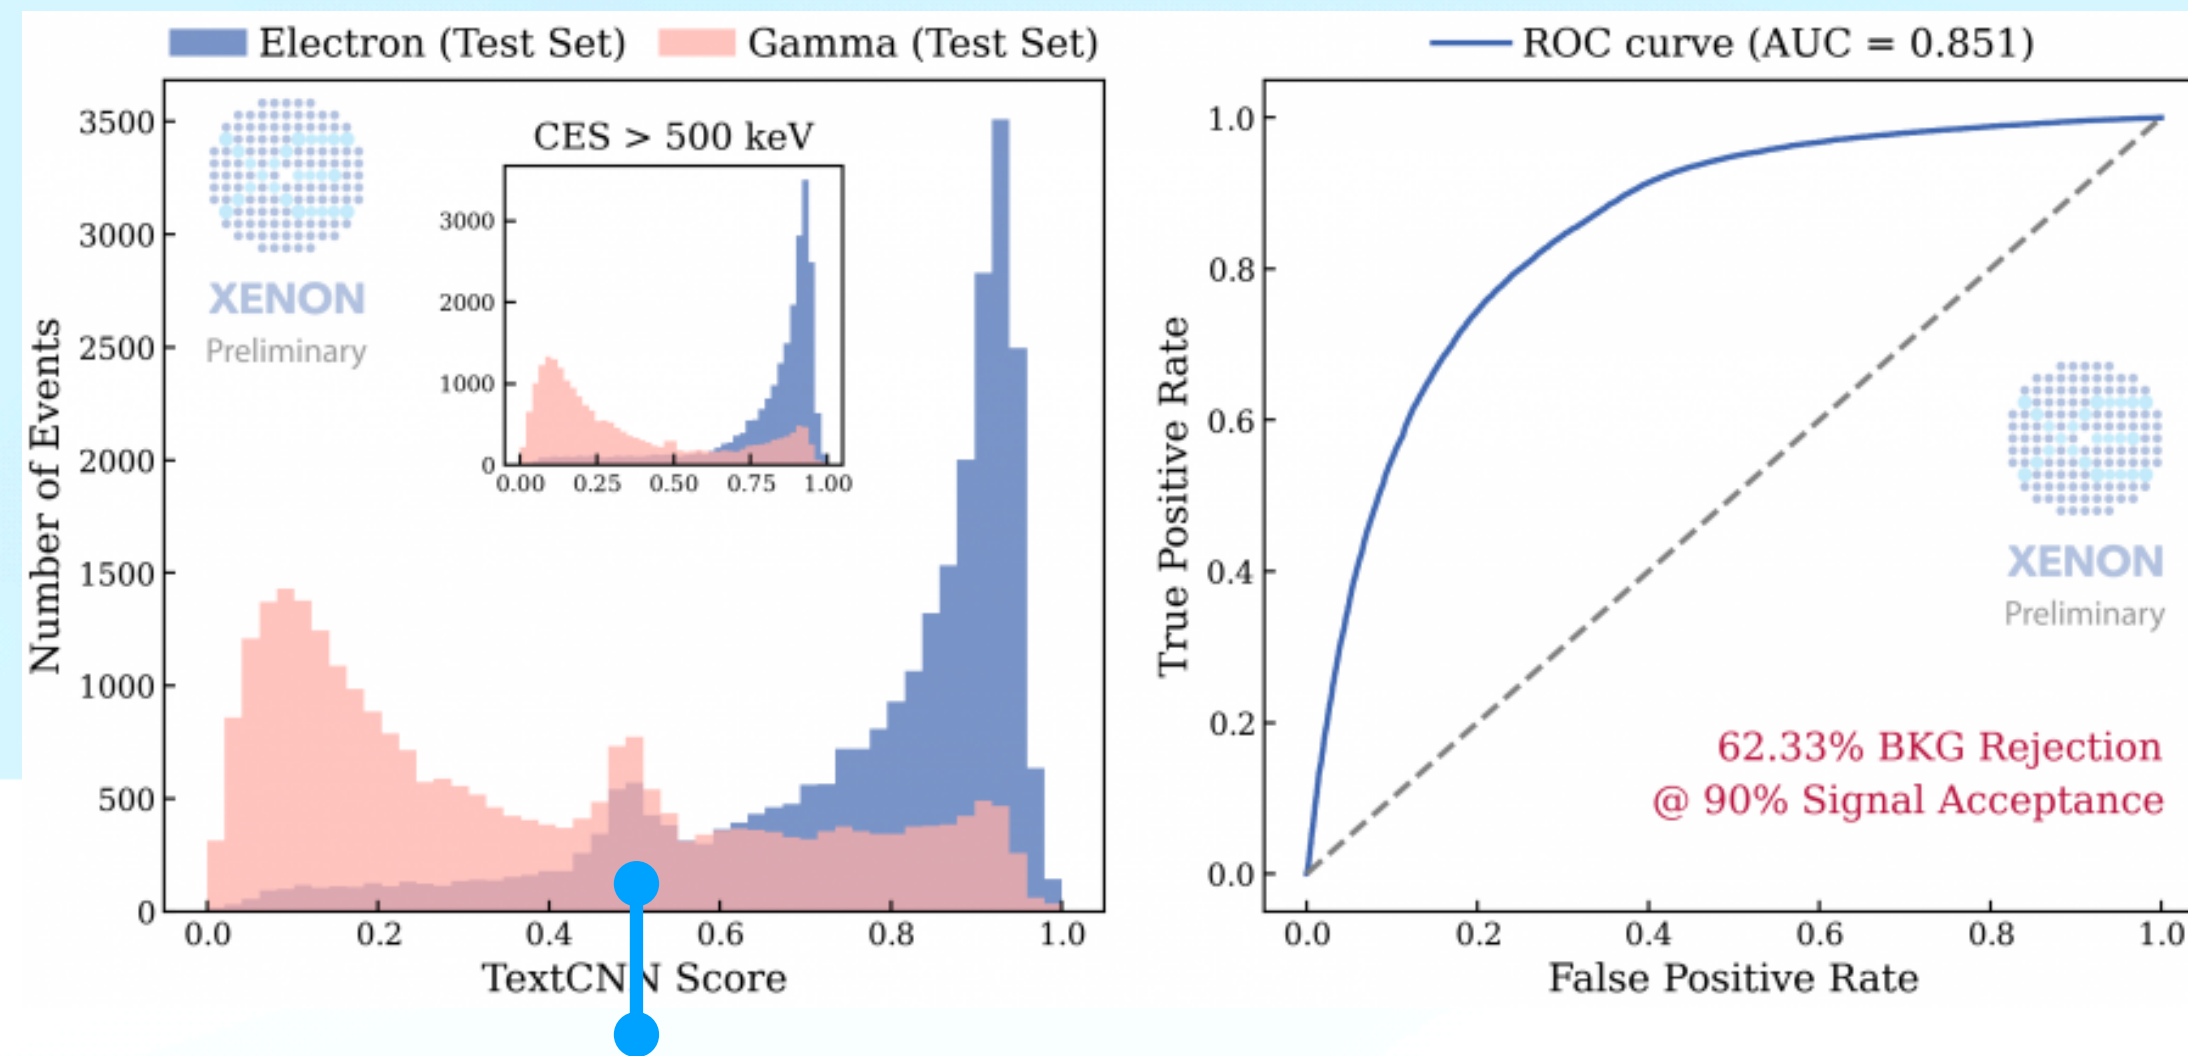 Electron (Test Set) Gamma (Test Set)
3500
3000
2500
2000
1500
1000
500
0
Number of Events
XENON
Preliminary
CES > 500 keV
3000
2000
1000
0
0.00 0.25 0.50 0.75 1.00
0.0 0.2 0.4 0.6 0.8 1.0
TextCNN Score
ROC curve (AUC = 0.851)
1.0
0.8
0.6
0.4
0.2
0.0
True Positive Rate
XENON
Preliminary
62.33% BKG Rejection
@ 90% Signal Acceptance
0.0 0.2 0.4 0.6 0.8 1.0
False Positive Rate